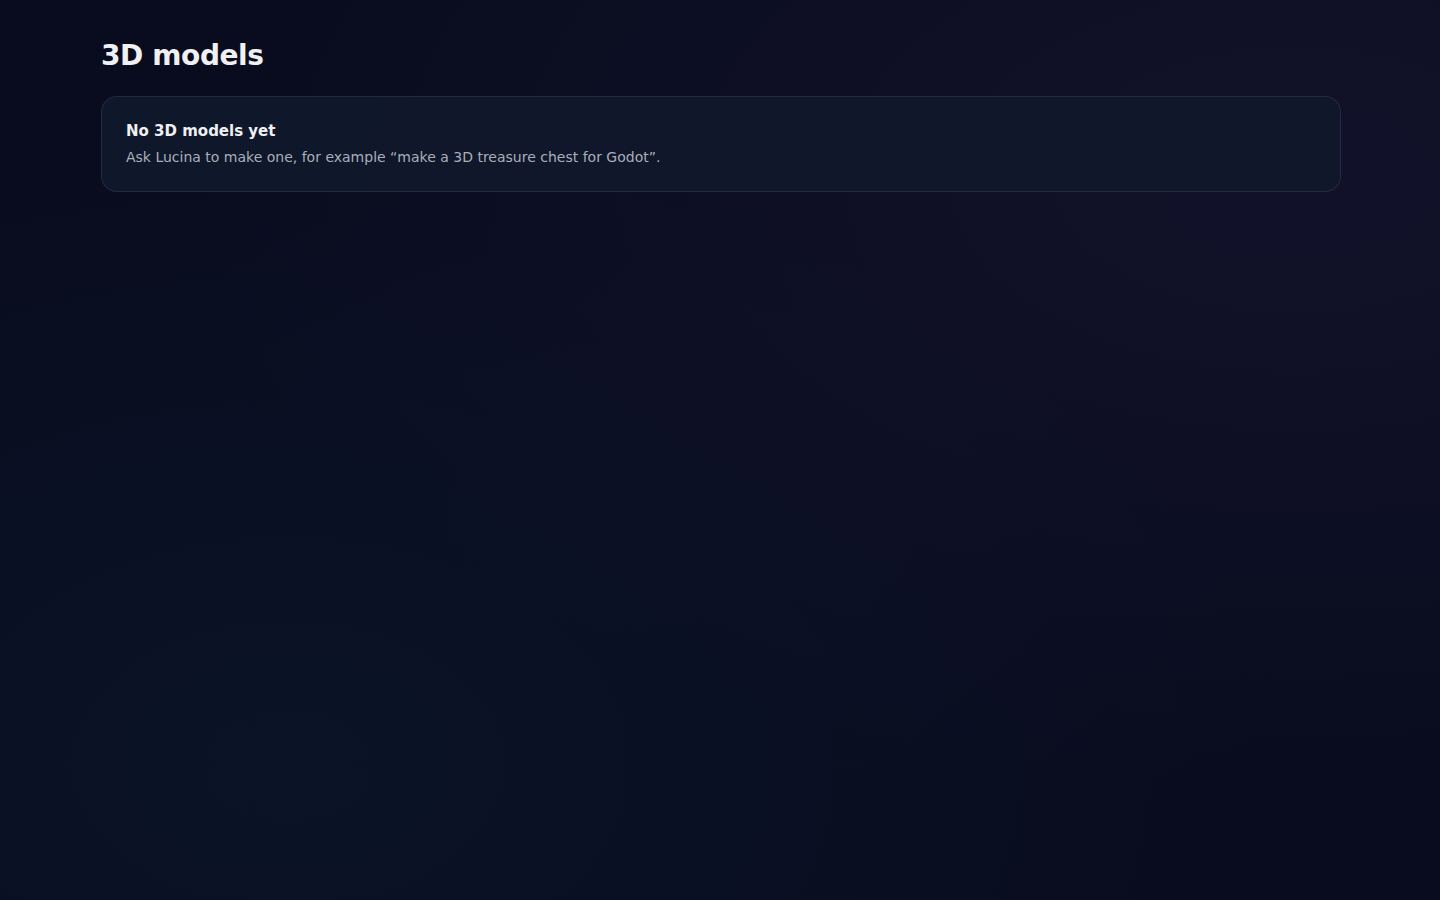 3D models
No 3D models yet
Ask Lucina to make one, for example “make a 3D treasure chest for Godot”.